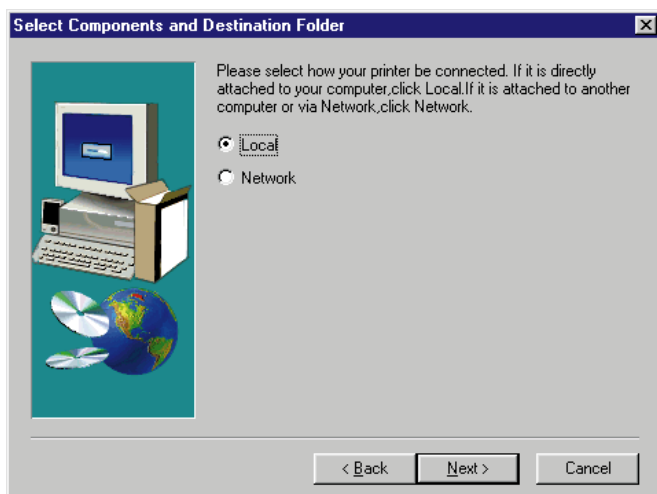 Select Components and Destination Folder
Please select how your printer be connected. If it is directly
attached to your computer,click Local.If it is attached to another
computer or via Network,click Network.
Local
Network
< Back
Next >
Cancel